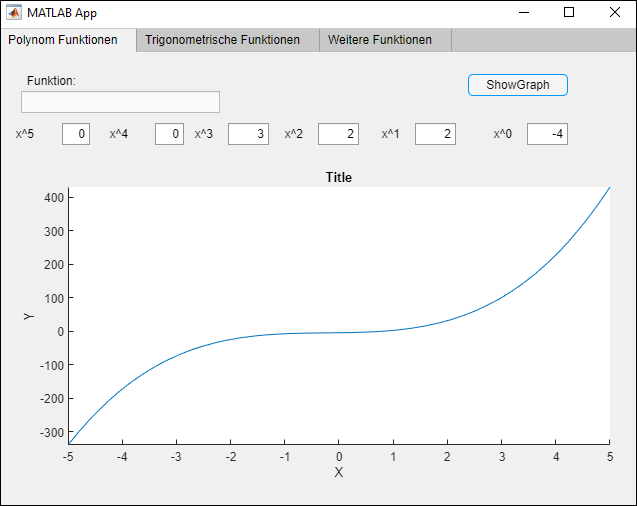 MATLAB App
Polynom Funktionen Trigonometrische Funktionen Weitere Funktionen
Funktion: ShowGraph
x^5 0 x^4 0 x^3 3 x^2 2 x^1 2 x^0 -4
Title
400
300
200
100
0
-100
-200
-300
Y
-5 -4 -3 -2 -1 0 1 2 3 4 5
X